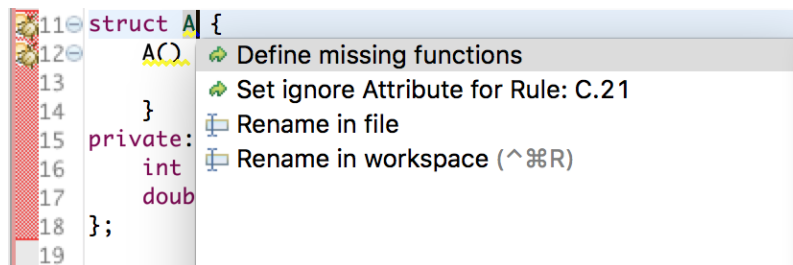 11 struct A {
12 A()
13
14 }
15 private:
16 int
17 doub
18 };
19
Define missing functions
Set ignore Attribute for Rule: C.21
Rename in file
Rename in workspace (^⌘R)